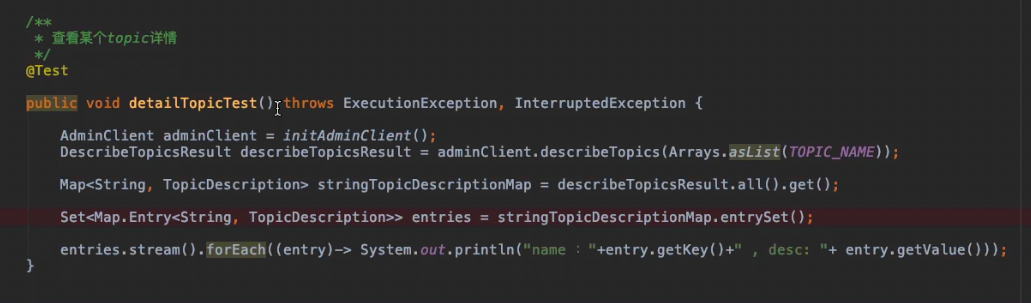 /**
 * 查看某个topic详情
 */
@Test
public void detailTopicTest() throws ExecutionException, InterruptedException {
AdminClient adminClient = initAdminClient();
DescribeTopicsResult describeTopicsResult = adminClient.describeTopics(Arrays.asList(TOPIC_NAME));
Map<String, TopicDescription> stringTopicDescriptionMap = describeTopicsResult.all().get();
Set<Map.Entry<String, TopicDescription>> entries = stringTopicDescriptionMap.entrySet();
entries.stream().forEach((entry)-> System.out.println("name ："+entry.getKey()+" , desc: "+ entry.getValue()));
}